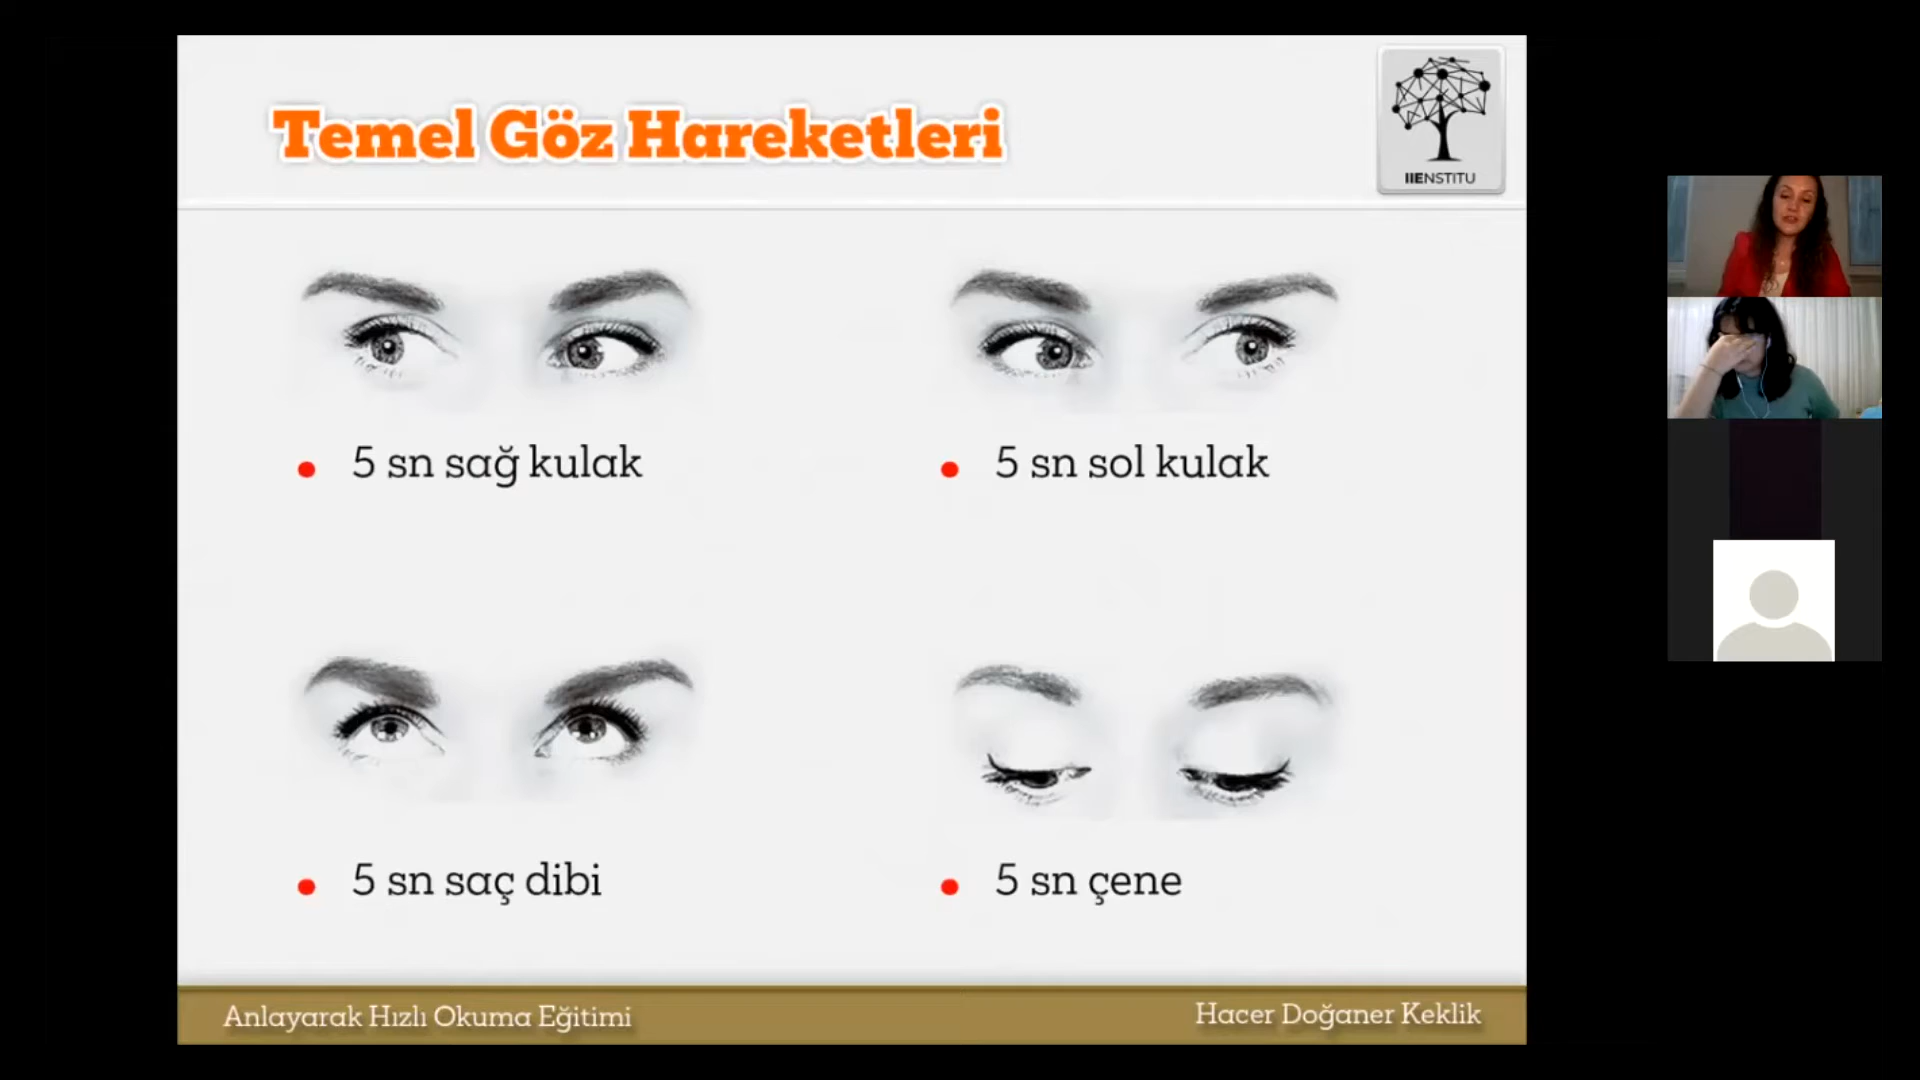 Temel Göz Hareketleri
IIENSTITU
5 sn sağ kulak
5 sn sol kulak
5 sn saç dibi
5 sn çene
Anlayarak Hızlı Okuma Eğitimi
Hacer Doğaner Keklik